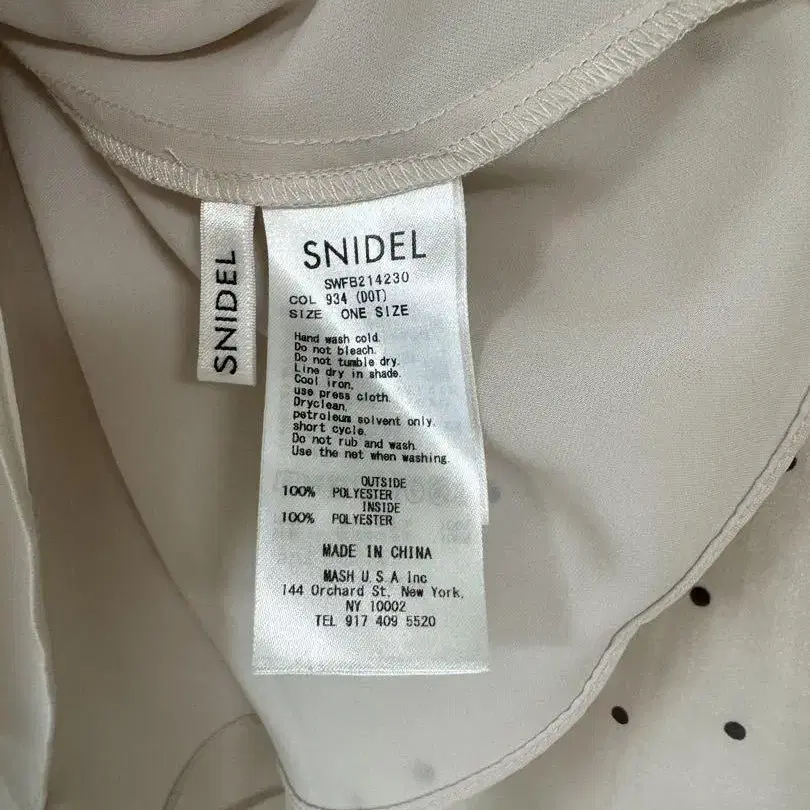 SNIDEL
SNIDEL
SWFB214230
COL 934 (DOT)
SIZE ONE SIZE
Hand wash cold.
Do not bleach.
Do not tumble dry.
Line dry in shade.
Cool iron,
use press cloth.
Dryclean,
petroleum solvent only.
short cycle.
Do not rub and wash.
Use the net when washing.
OUTSIDE
100% POLYESTER
INSIDE
100% POLYESTER
MADE IN CHINA
MASH U.S.A Inc
144 Orchard St, New York,
NY 10002
TEL 917 409 5520